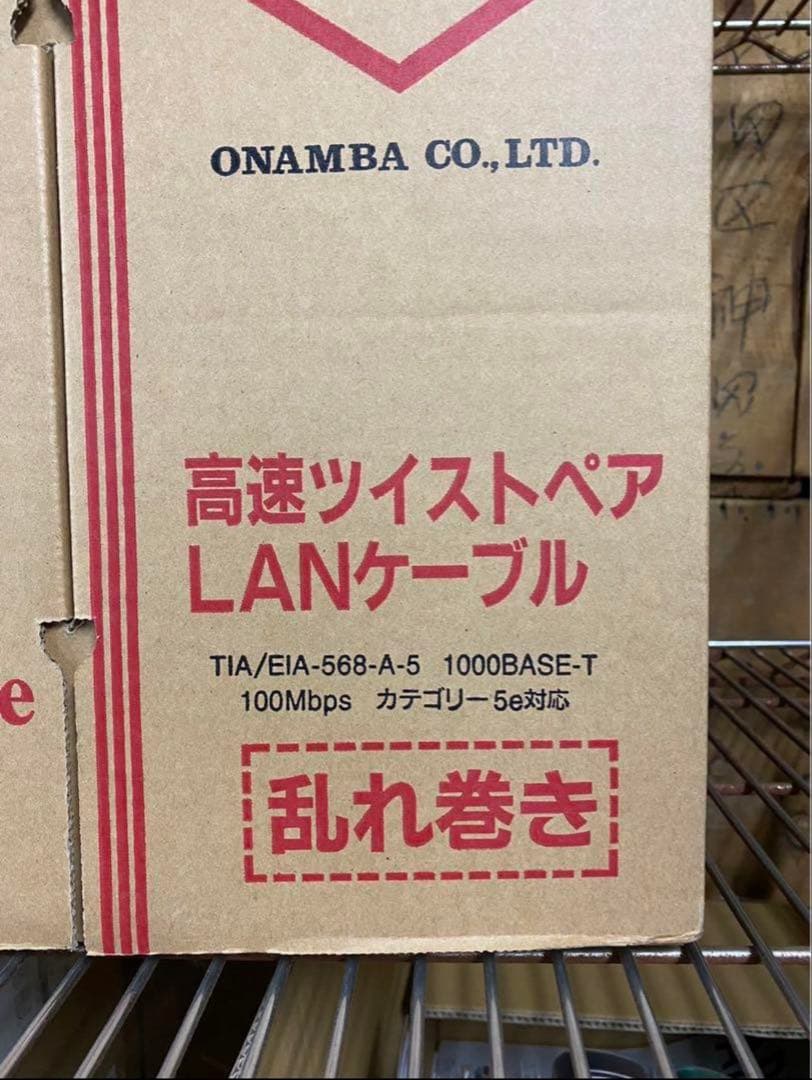 ONAMBA CO.,LTD.
高速ツイストペア
LANケーブル
TIA/EIA-568-A-5 1000BASE-T
100Mbps カテゴリー5e対応
乱れ巻き
e